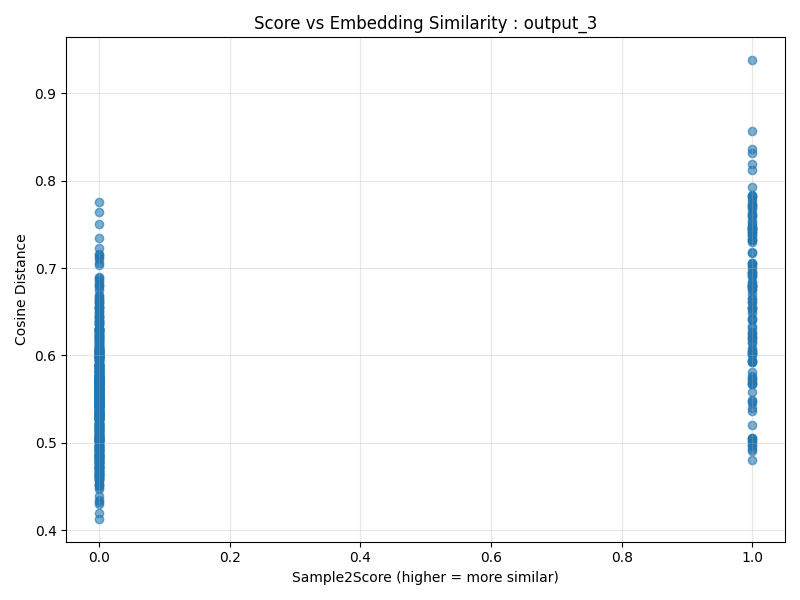 Score vs Embedding Similarity : output_3
Cosine Distance
0.9
0.8
0.7
0.6
0.5
0.4
0.0 0.2 0.4 0.6 0.8 1.0
Sample2Score (higher = more similar)